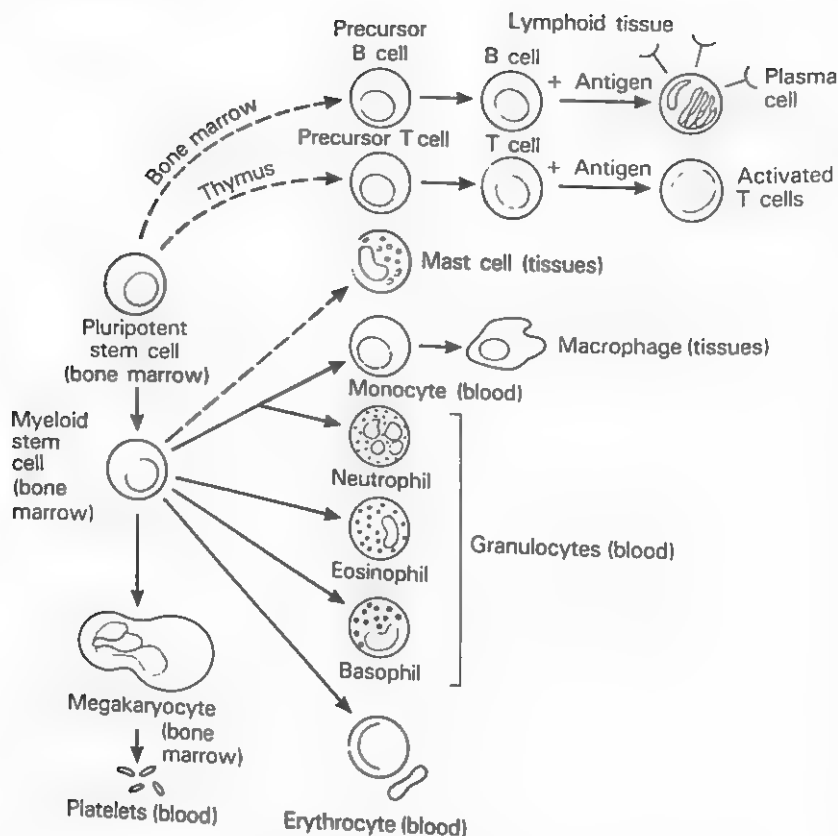 Precursor
B cell
Lymphoid tissue
B cell
+ Antigen
Plasma
cell
Bone marrow
Precursor T cell
T cell
+ Antigen
Activated
T cells
Thymus
Mast cell (tissues)
Pluripotent
stem cell
(bone marrow)
Monocyte (blood)
Macrophage (tissues)
Myeloid
stem
cell
(bone
marrow)
Neutrophil
Eosinophil
Basophil
Granulocytes (blood)
Megakaryocyte
(bone
marrow)
Platelets (blood)
Erythrocyte (blood)